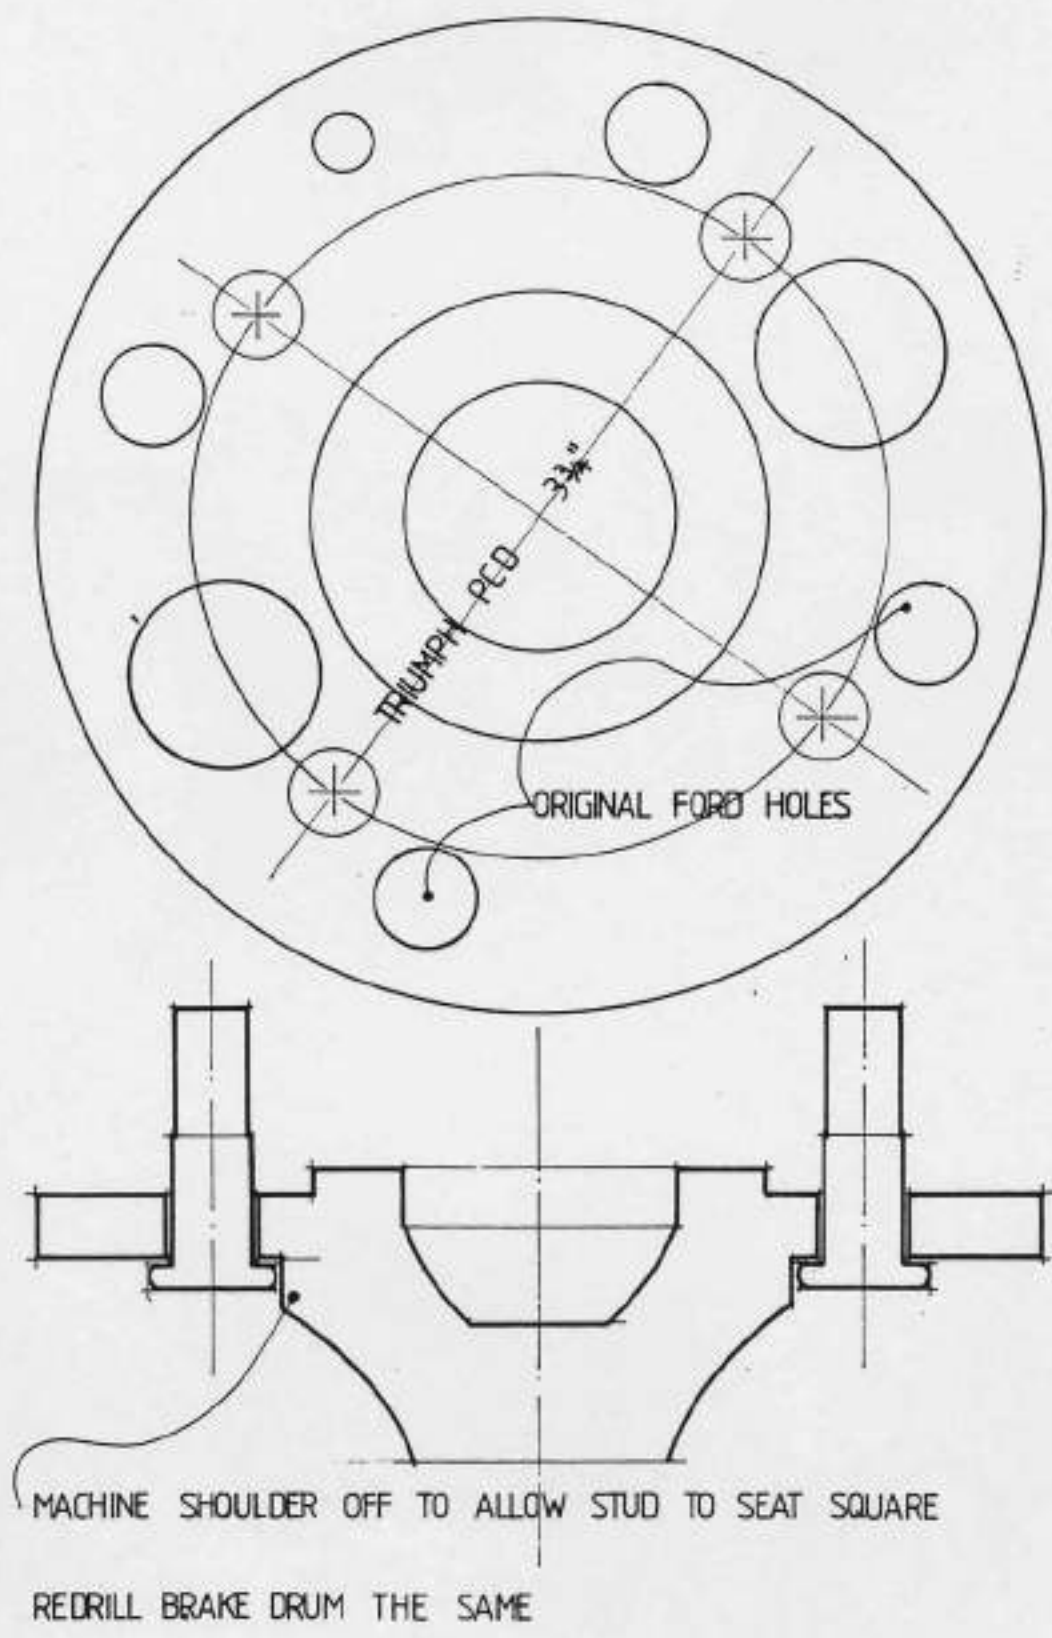 TRIUMPH PCD 3¾"
ORIGINAL FORD HOLES
MACHINE SHOULDER OFF TO ALLOW STUD TO SEAT SQUARE
REDRILL BRAKE DRUM THE SAME